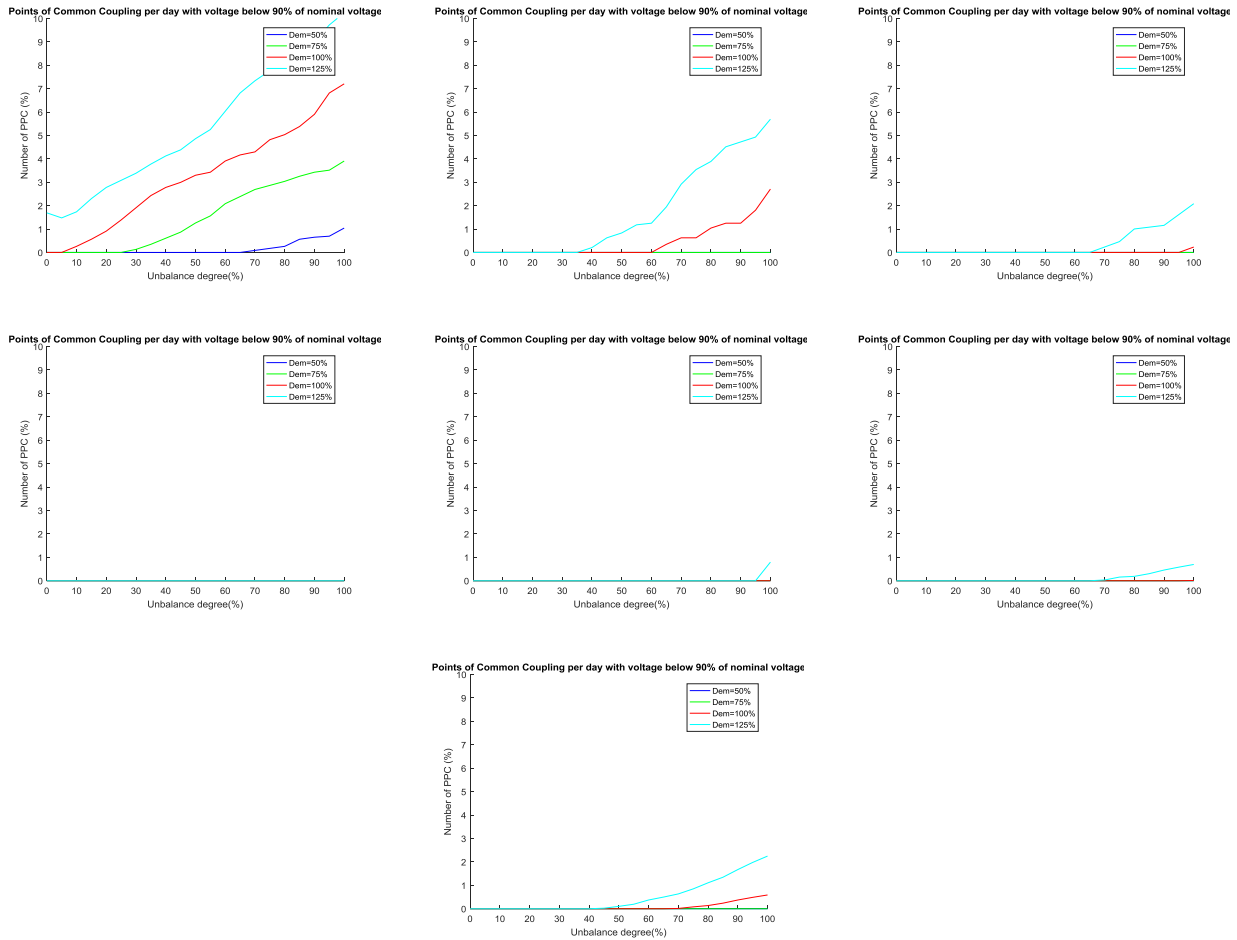 Points of Common Coupling per day with voltage below 90% of nominal voltage
10
9
8
7
6
5
4
3
2
1
0
Number of PPC (%)
Dem=50%
Dem=75%
Dem=100%
Dem=125%
0 10 20 30 40 50 60 70 80 90 100
Unbalance degree(%)
Points of Common Coupling per day with voltage below 90% of nominal voltage
10
9
8
7
6
5
4
3
2
1
0
Number of PPC (%)
Dem=50%
Dem=75%
Dem=100%
Dem=125%
0 10 20 30 40 50 60 70 80 90 100
Unbalance degree(%)
Points of Common Coupling per day with voltage below 90% of nominal voltage
10
9
8
7
6
5
4
3
2
1
0
Number of PPC (%)
Dem=50%
Dem=75%
Dem=100%
Dem=125%
0 10 20 30 40 50 60 70 80 90 100
Unbalance degree(%)
Points of Common Coupling per day with voltage below 90% of nominal voltage
10
9
8
7
6
5
4
3
2
1
0
Number of PPC (%)
Dem=50%
Dem=75%
Dem=100%
Dem=125%
0 10 20 30 40 50 60 70 80 90 100
Unbalance degree(%)
Points of Common Coupling per day with voltage below 90% of nominal voltage
10
9
8
7
6
5
4
3
2
1
0
Number of PPC (%)
Dem=50%
Dem=75%
Dem=100%
Dem=125%
0 10 20 30 40 50 60 70 80 90 100
Unbalance degree(%)
Points of Common Coupling per day with voltage below 90% of nominal voltage
10
9
8
7
6
5
4
3
2
1
0
Number of PPC (%)
Dem=50%
Dem=75%
Dem=100%
Dem=125%
0 10 20 30 40 50 60 70 80 90 100
Unbalance degree(%)
Points of Common Coupling per day with voltage below 90% of nominal voltage
10
9
8
7
6
5
4
3
2
1
0
Number of PPC (%)
Dem=50%
Dem=75%
Dem=100%
Dem=125%
0 10 20 30 40 50 60 70 80 90 100
Unbalance degree(%)